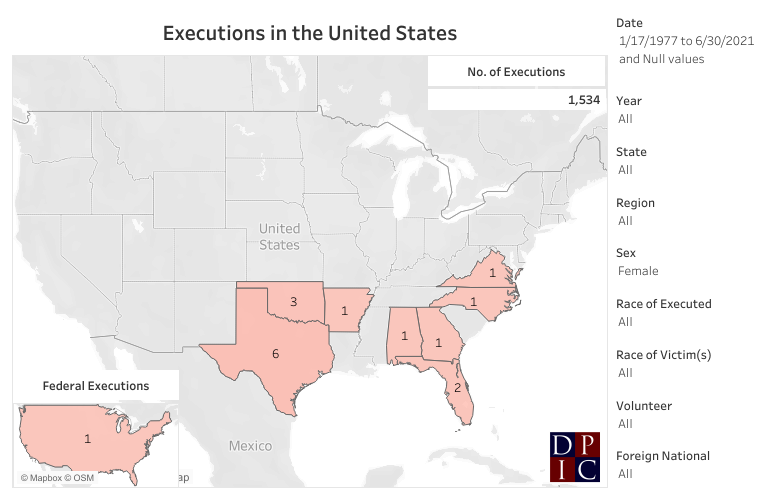 Executions in the United States
No. of Executions
1,534
United
States
1
3
1
1
6
1
1
2
Federal Executions
1
Mexico
© Mapbox © OSM
ap
D P
I C
Date
1/17/1977 to 6/30/2021
and Null values
Year
All
State
All
Region
All
Sex
Female
Race of Executed
All
Race of Victim(s)
All
Volunteer
All
Foreign National
All